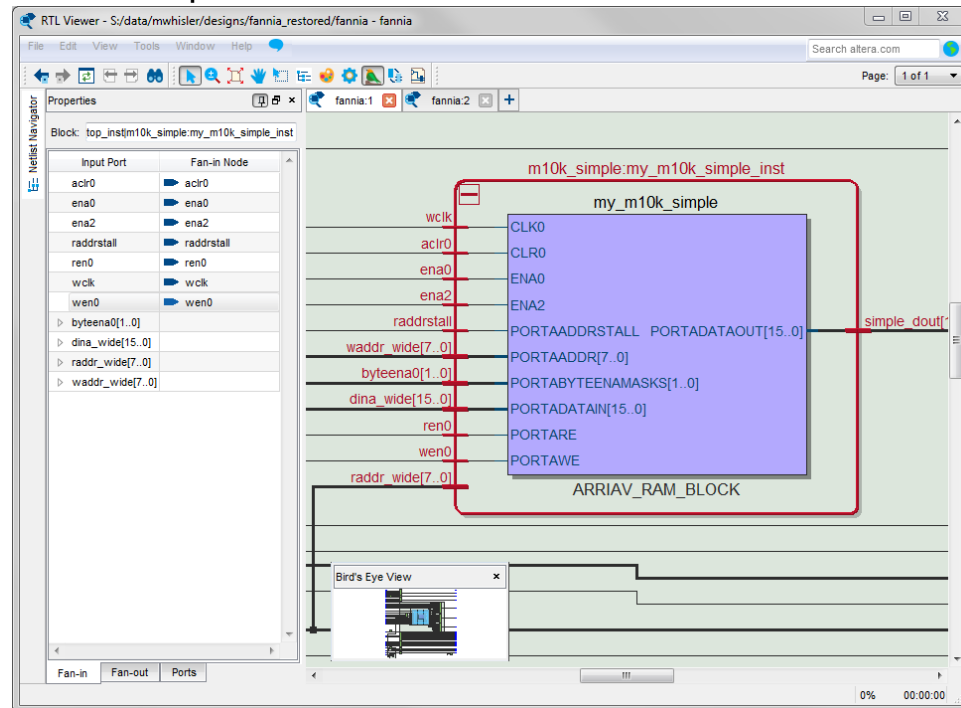 RTL Viewer - S:/data/mwhisler/designs/fannia_restored/fannia - fannia
File Edit View Tools Window Help
Search altera.com
Page: 1 of 1
Netlist Navigator
Properties
fannia:1
fannia:2
Block: top_inst|m10k_simple:my_m10k_simple_inst
Input Port Fan-in Node
aclr0 aclr0
ena0 ena0
ena2 ena2
raddrstall raddrstall
ren0 ren0
wclk wclk
wen0 wen0
byteena0[1..0]
dina_wide[15..0]
raddr_wide[7..0]
waddr_wide[7..0]
Fan-in Fan-out Ports
m10k_simple:my_m10k_simple_inst
my_m10k_simple
wclk CLK0
aclr0 CLR0
ena0 ENA0
ena2 ENA2
raddrstall PORTAADDRSTALL PORTADATAOUT[15..0] simple_dout[
waddr_wide[7..0] PORTAADDR[7..0]
byteena0[1..0] PORTABYTEENAMASKS[1..0]
dina_wide[15..0] PORTADATAIN[15..0]
ren0 PORTARE
wen0 PORTAWE
raddr_wide[7..0]
ARRIAV_RAM_BLOCK
Bird's Eye View
0% 00:00:00